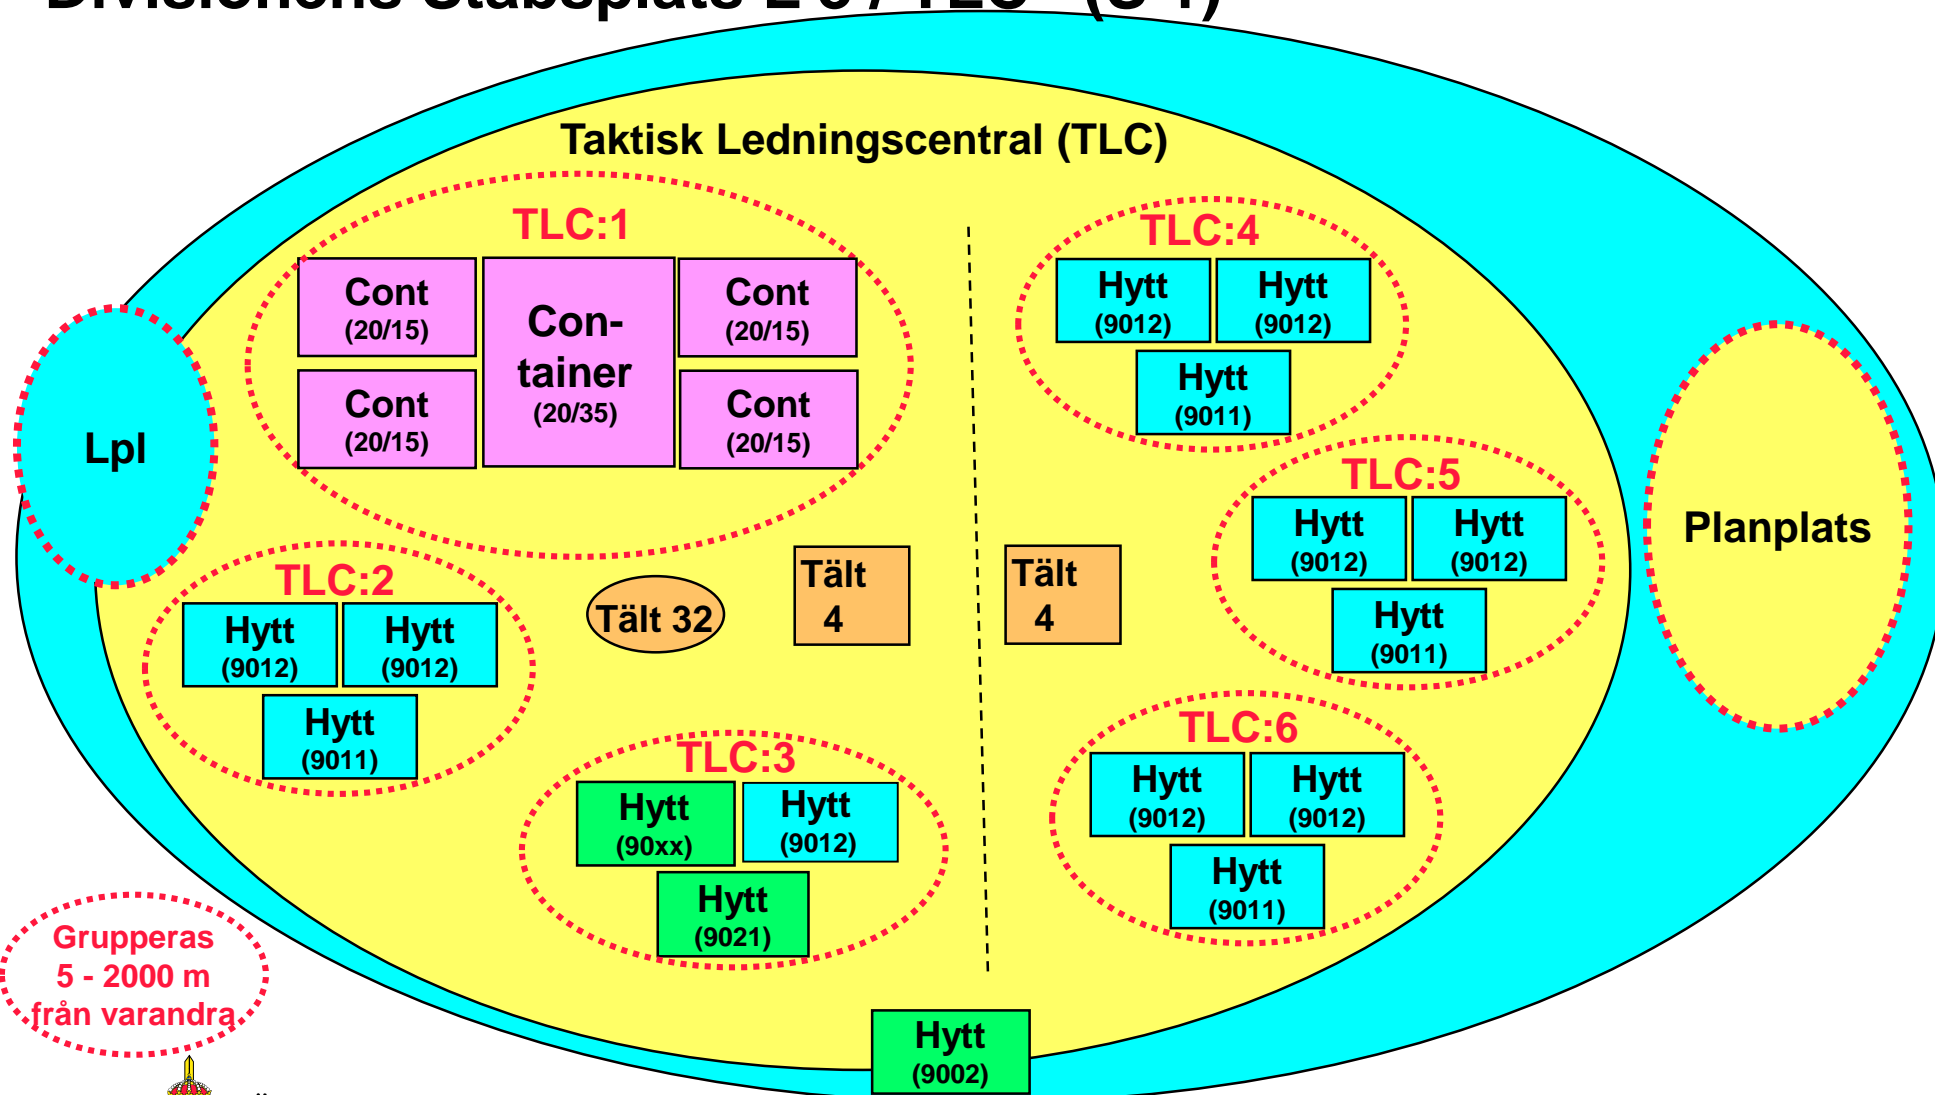 Taktisk Ledningscentral (TLC)
TLC:1
Cont
(20/15)
Con-
tainer
(20/35)
Cont
(20/15)
Cont
(20/15)
Cont
(20/15)
TLC:4
Hytt
(9012)
Hytt
(9012)
Hytt
(9011)
Lpl
TLC:5
Hytt
(9012)
Hytt
(9012)
Hytt
(9011)
Planplats
TLC:2
Hytt
(9012)
Hytt
(9012)
Hytt
(9011)
Tält 32
Tält
4
Tält
4
TLC:3
Hytt
(90xx)
Hytt
(9012)
Hytt
(9021)
TLC:6
Hytt
(9012)
Hytt
(9012)
Hytt
(9011)
Grupperas
5 - 2000 m
från varandra
Hytt
(9002)